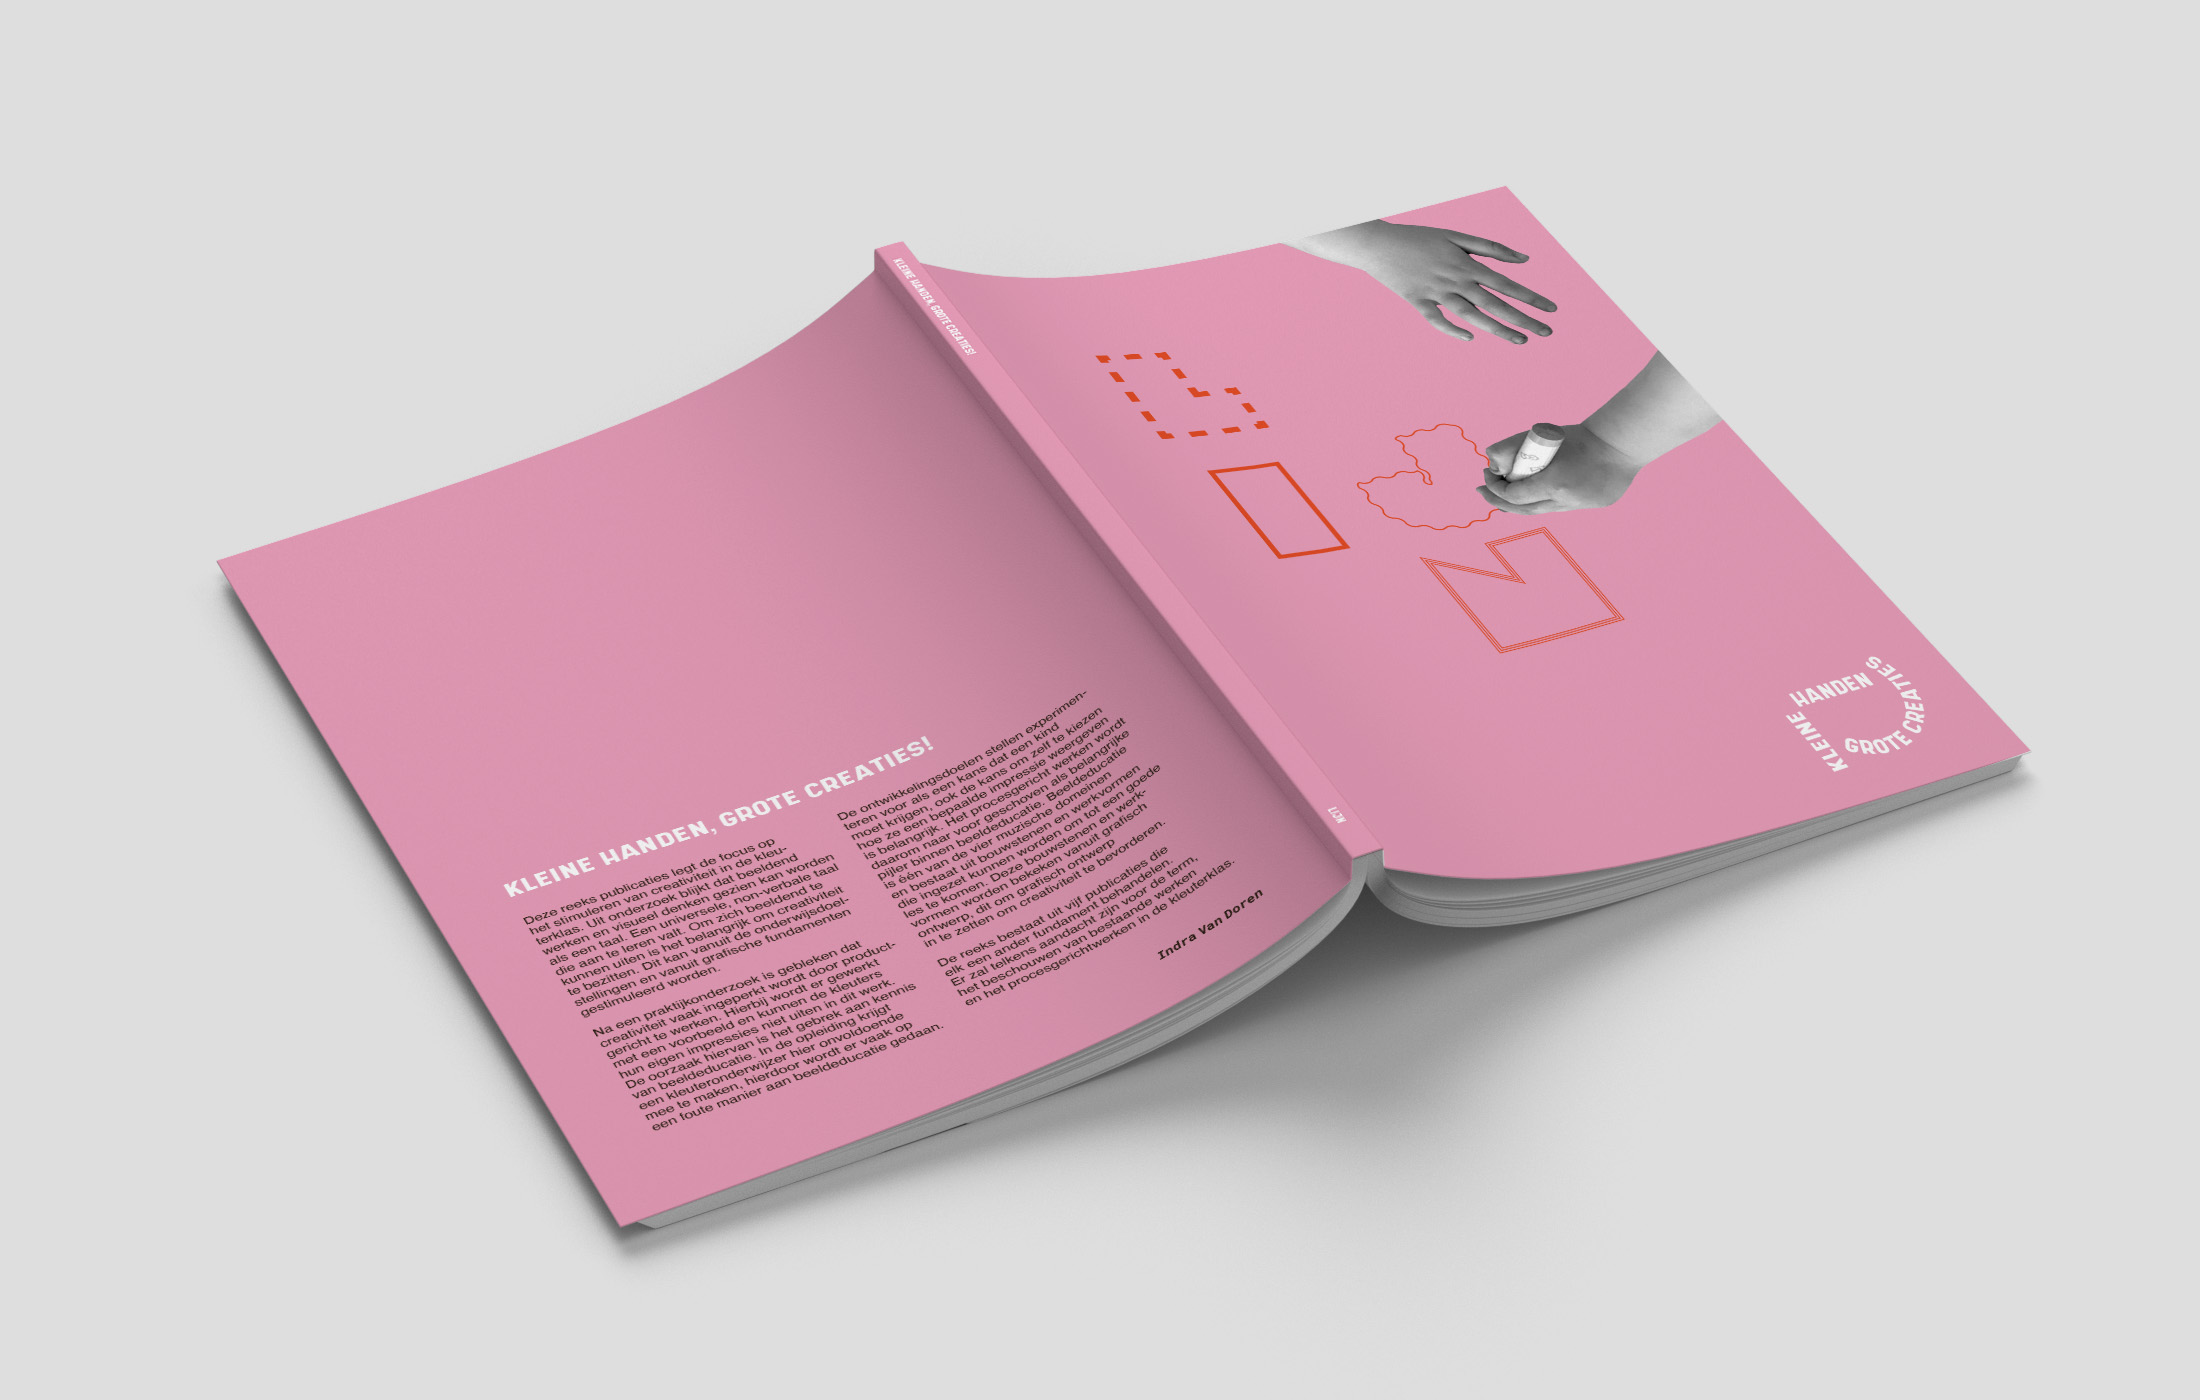 KLEINE HANDEN, GROTE CREATIES!
Deze reeks publicaties legt de focus op
het stimuleren van creativiteit in de kleu-
terklas. Uit onderzoek blijkt dat beeldend
werken en visueel denken gezien kan worden
als een taal. Een universele, non-verbale taal
die aan te leren valt. Om zich beeldend te
kunnen uiten is het belangrijk om creativiteit
te bezitten. Dit kan vanuit de onderwijsdoel-
stellingen en vanuit grafische fundamenten
gestimuleerd worden.
Na een praktijkonderzoek is gebleken dat
creativiteit vaak ingeperkt wordt door product-
gericht te werken. Hierbij wordt er gewerkt
met een voorbeeld en kunnen de kleuters
hun eigen impressies niet uiten in dit werk.
De oorzaak hiervan is het gebrek aan kennis
van beeldeducatie. In de opleiding krijgt
een kleuteronderwijzer hier onvoldoende
mee te maken, hierdoor wordt er vaak op
een foute manier aan beeldeducatie gedaan.
De ontwikkelingsdoelen stellen experimen-
teren voor als een kans dat een kind
moet krijgen, ook de kans om zelf te kiezen
hoe ze een bepaalde impressie weergeven
is belangrijk. Het procesgericht werken wordt
daarom naar voor geschoven als belangrijke
pijler binnen beeldeducatie. Beeldeducatie
is één van de vier muzische domeinen
en bestaat uit bouwstenen en werkvormen
die ingezet kunnen worden om tot een goede
les te komen. Deze bouwstenen en werk-
vormen worden bekeken vanuit grafisch
ontwerp, dit om grafisch ontwerp
in te zetten om creativiteit te bevorderen.
De reeks bestaat uit vijf publicaties die
elk een ander fundament behandelen.
Er zal telkens aandacht zijn voor de term,
het beschouwen van bestaande werken
en het procesgerichtwerken in de kleuterklas.
Indra Van Doren
KLEINE HANDEN, GROTE CREATIES!
LIJN
KLEINE HANDEN
GROTE CREATIES